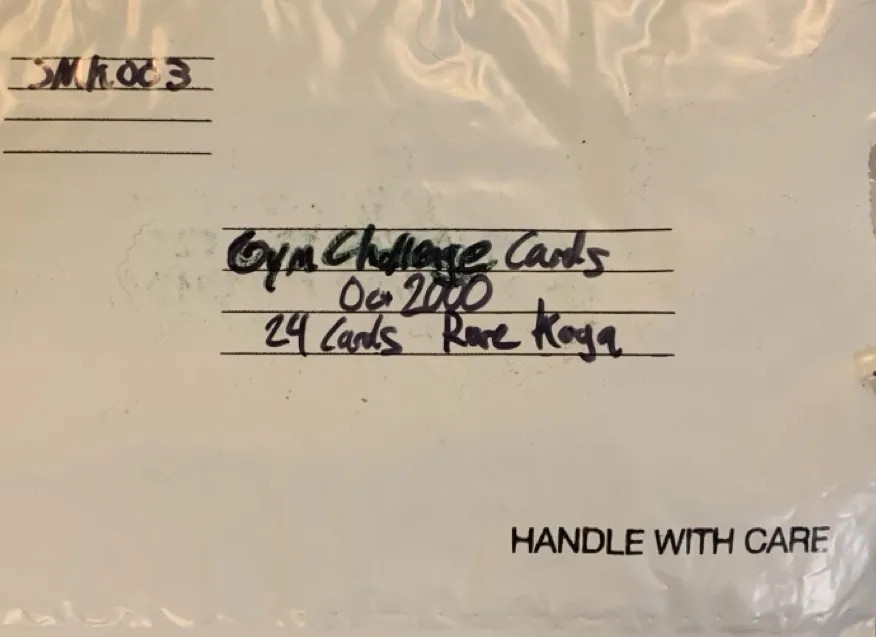 SMK003
Gym Challenge Cards
Oct 2000
24 Cards Rare Koga
HANDLE WITH CARE